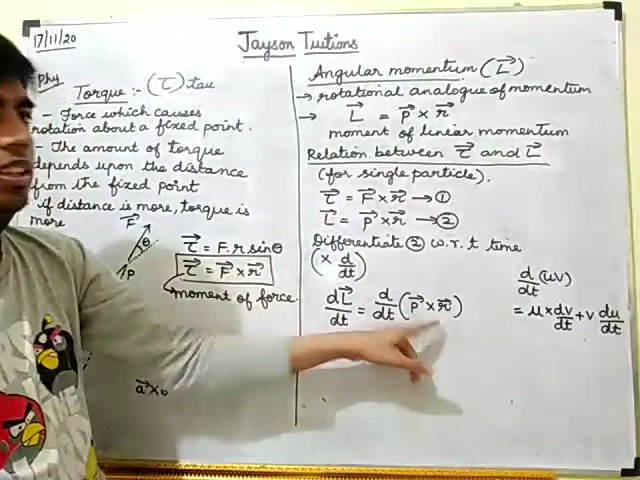 17/11/20
Jayson Tuitions
Phy
Torque :- (τ⃗) tau
- Force which causes
rotation about a fixed point.
- The amount of torque
depends upon the distance
from the fixed point
if distance is more, torque is
more
F⃗
θ
P
τ⃗ = F.r sinθ
τ⃗ = F⃗ × r⃗
→ moment of force
a⃗ × b
Angular momentum (L⃗)
→ rotational analogue of momentum
→ L⃗ = p⃗ × r⃗
moment of linear momentum
Relation between τ⃗ and L⃗
(for single particle).
τ⃗ = F⃗ × r⃗ → ①
L⃗ = p⃗ × r⃗ → ②
Differentiate ② w.r.t time
(× d/dt)
dL⃗/dt = d/dt (p⃗ × r⃗)
d/dt (uv)
= u × dv/dt + v du/dt